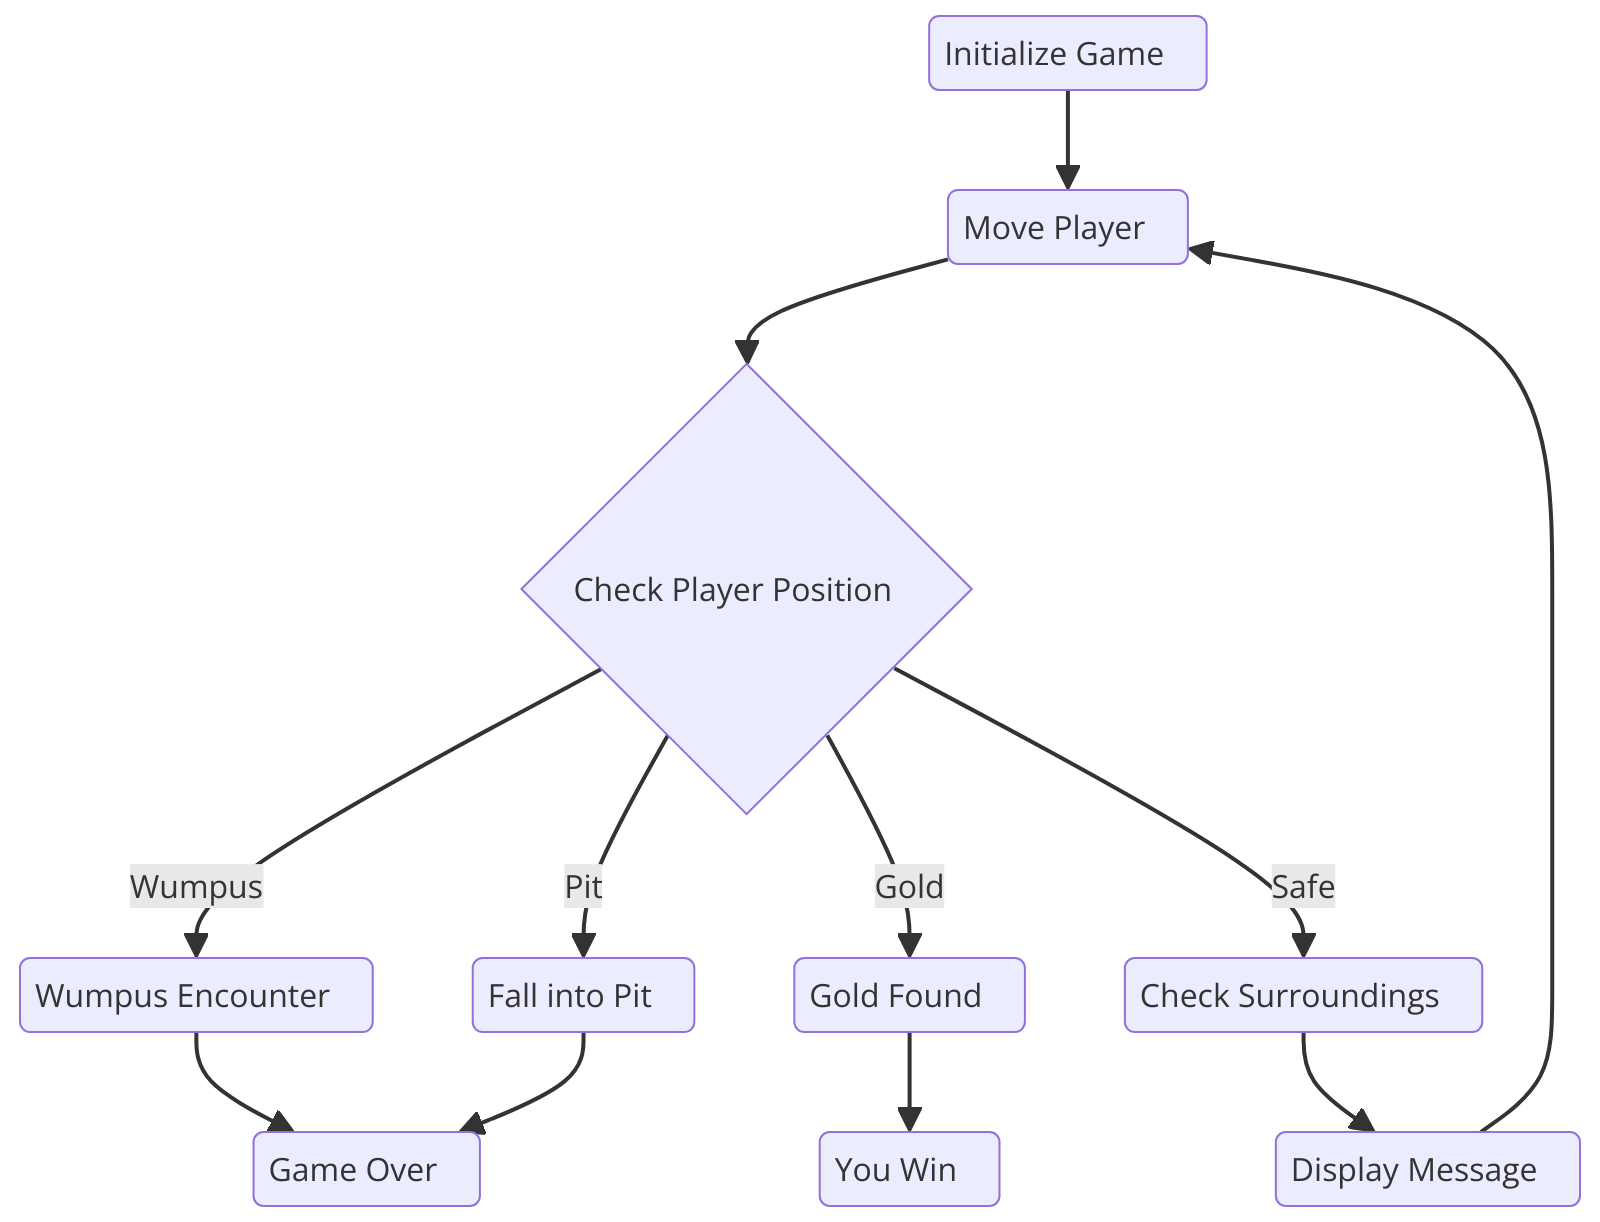 Initialize Game
Move Player
Check Player Position
Wumpus
Pit
Gold
Safe
Wumpus Encounter
Fall into Pit
Gold Found
Check Surroundings
Game Over
You Win
Display Message